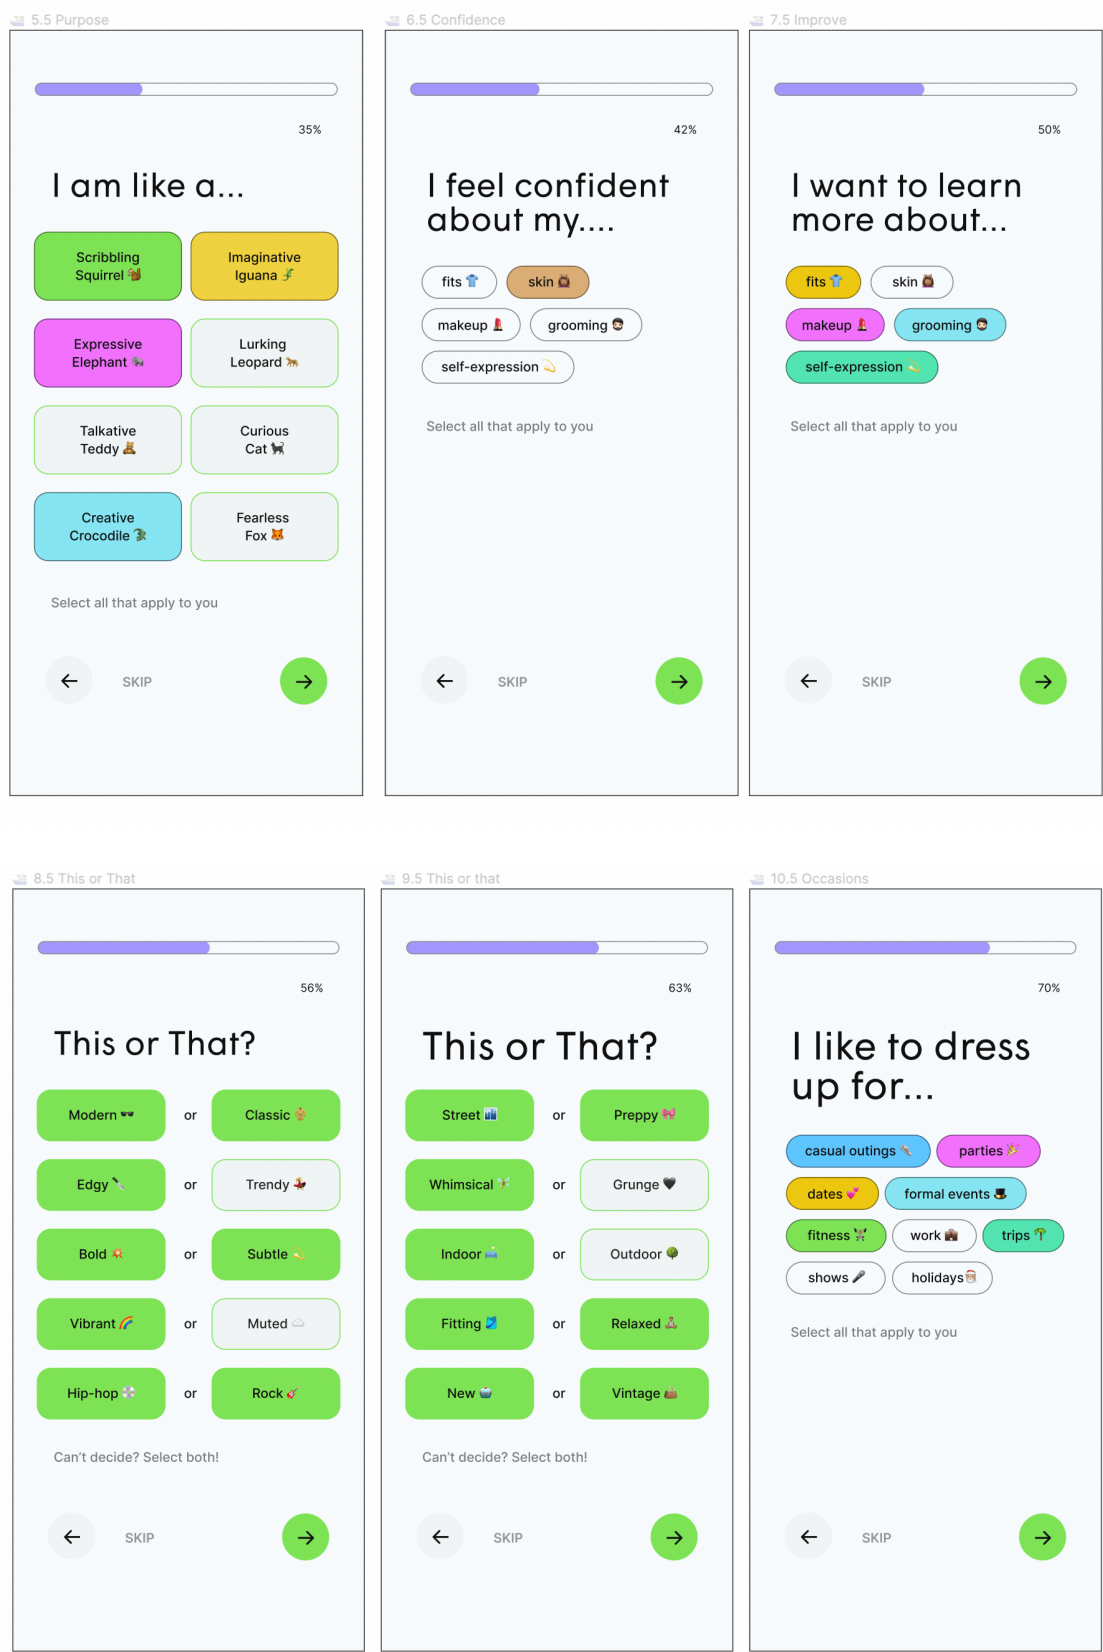 5.5 Purpose
35%
I am like a...
Scribbling
Squirrel 🐿️
Imaginative
Iguana 🦎
Expressive
Elephant 🐘
Lurking
Leopard 🐆
Talkative
Teddy 🧸
Curious
Cat 🐈‍⬛
Creative
Crocodile 🐊
Fearless
Fox 🦊
Select all that apply to you
SKIP
6.5 Confidence
42%
I feel confident
about my....
fits 👕
skin
makeup 💄
grooming 🧔🏻
self-expression 💫
Select all that apply to you
SKIP
7.5 Improve
50%
I want to learn
more about...
fits 👕
skin
makeup 💄
grooming 🧔🏻
self-expression 💫
Select all that apply to you
SKIP
8.5 This or That
56%
This or That?
Modern 🕶️ or Classic
Edgy 🔪 or Trendy 💃
Bold 💥 or Subtle 💫
Vibrant 🌈 or Muted ☁️
Hip-hop 💿 or Rock 🎸
Can't decide? Select both!
SKIP
9.5 This or that
63%
This or That?
Street 🏙️ or Preppy 🎀
Whimsical 🧚 or Grunge 🖤
Indoor 🛋️ or Outdoor 🌳
Fitting 🎽 or Relaxed 🧘
New or Vintage 👜
Can't decide? Select both!
SKIP
10.5 Occasions
70%
I like to dress
up for...
casual outings parties 🎉
dates 💕 formal events 🎩
fitness 🏋️ work 💼 trips 🌴
shows 🎤 holidays🎅
Select all that apply to you
SKIP